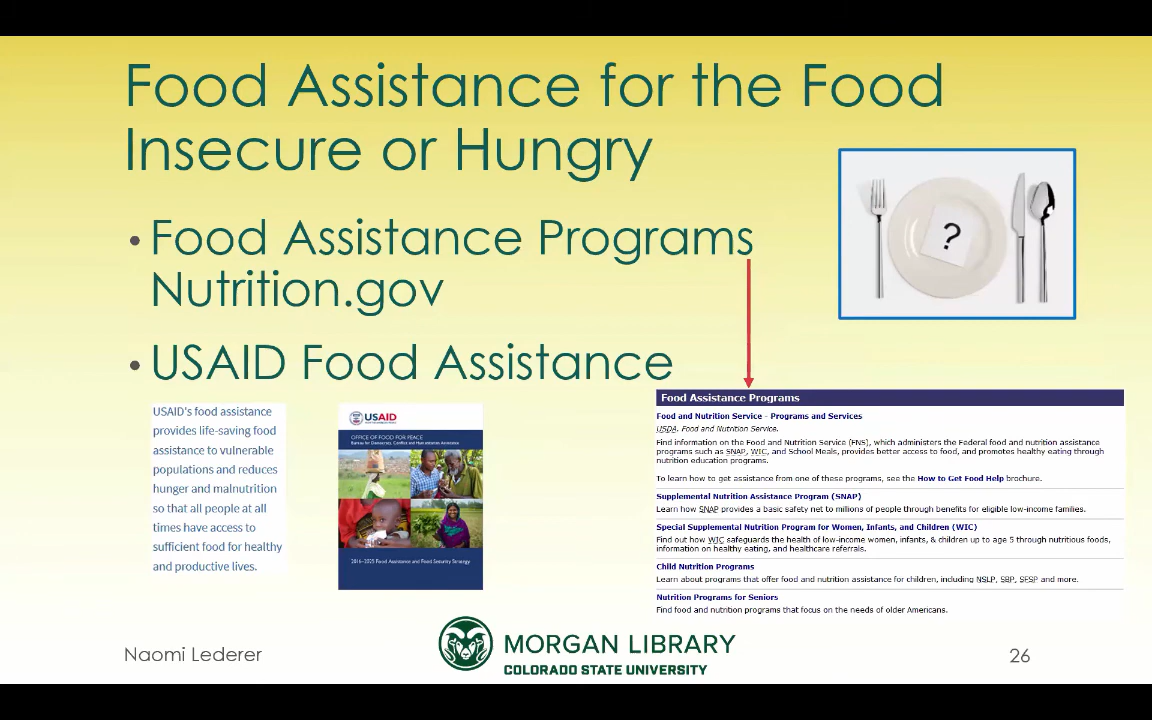 Food Assistance for the Food
Insecure or Hungry
• Food Assistance Programs
Nutrition.gov
• USAID Food Assistance
?
USAID's food assistance
provides life-saving food
assistance to vulnerable
populations and reduces
hunger and malnutrition
so that all people at all
times have access to
sufficient food for healthy
and productive lives.
USAID
OFFICE OF FOOD FOR PEACE
Bureau for Democracy, Conflict and Humanitarian Assistance
2016–2025 Food Assistance and Food Security Strategy
Food Assistance Programs
Food and Nutrition Service - Programs and Services
USDA. Food and Nutrition Service.
Find information on the Food and Nutrition Service (FNS), which administers the Federal food and nutrition assistance
programs such as SNAP, WIC, and School Meals, provides better access to food, and promotes healthy eating through
nutrition education programs.
To learn how to get assistance from one of these programs, see the How to Get Food Help brochure.
Supplemental Nutrition Assistance Program (SNAP)
Learn how SNAP provides a basic safety net to millions of people through benefits for eligible low-income families.
Special Supplemental Nutrition Program for Women, Infants, and Children (WIC)
Find out how WIC safeguards the health of low-income women, infants, & children up to age 5 through nutritious foods,
information on healthy eating, and healthcare referrals.
Child Nutrition Programs
Learn about programs that offer food and nutrition assistance for children, including NSLP, SBP, SFSP and more.
Nutrition Programs for Seniors
Find food and nutrition programs that focus on the needs of older Americans.
Naomi Lederer
MORGAN LIBRARY
COLORADO STATE UNIVERSITY
26